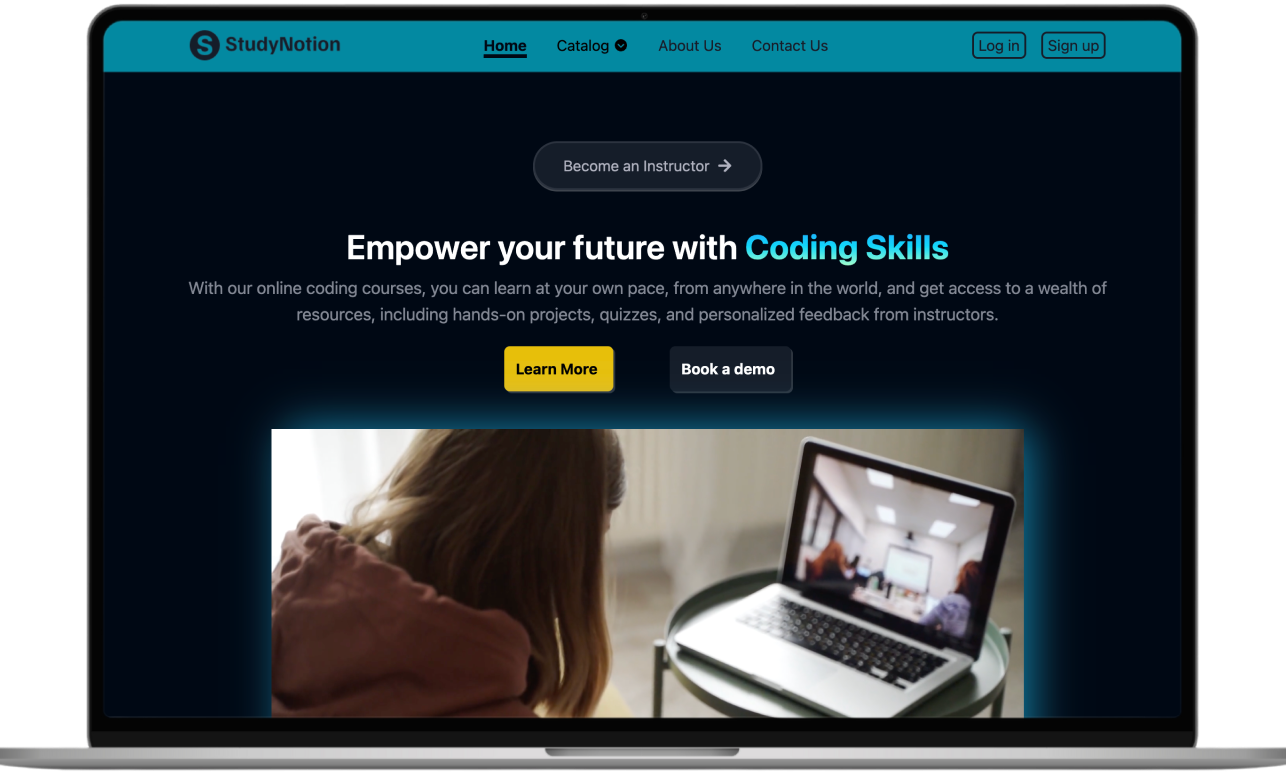 S StudyNotion
Home Catalog About Us Contact Us
Log in Sign up
Become an Instructor →
Empower your future with Coding Skills
With our online coding courses, you can learn at your own pace, from anywhere in the world, and get access to a wealth of
resources, including hands-on projects, quizzes, and personalized feedback from instructors.
Learn More
Book a demo